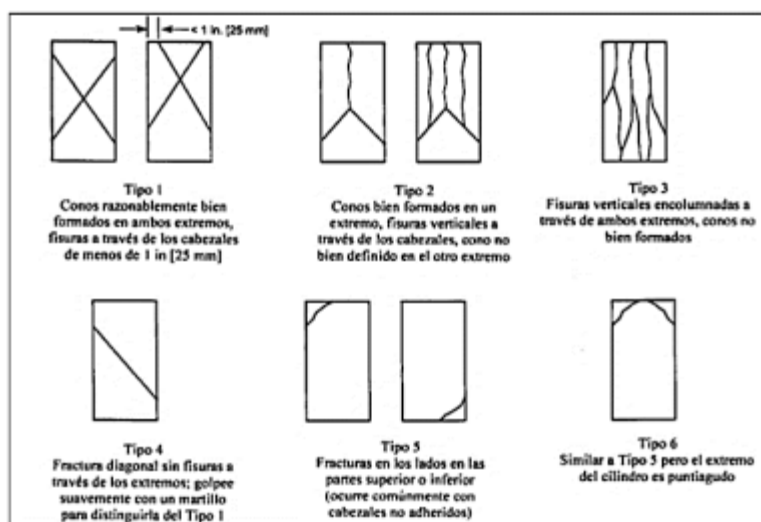 < 1 in. [25 mm]
Tipo 1
Conos razonablemente bien
formados en ambos extremos,
fisuras a través de los cabezales
de menos de 1 in [25 mm]
Tipo 2
Conos bien formados en un
extremo, fisuras verticales a
través de los cabezales, cono no
bien definido en el otro extremo
Tipo 3
Fisuras verticales encolumnadas a
través de ambos extremos, conos no
bien formados
Tipo 4
Fractura diagonal sin fisuras a
través de los extremos; golpee
suavemente con un martillo
para distinguirla del Tipo 1
Tipo 5
Fracturas en los lados en las
partes superior o inferior
(ocurre comúnmente con
cabezales no adheridos)
Tipo 6
Similar a Tipo 5 pero el extremo
del cilindro es puntiagudo